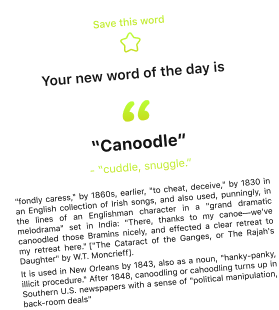 Save this word
Your new word of the day is
“
“Canoodle”
- "cuddle, snuggle."
"fondly caress," by 1860s, earlier, "to cheat, deceive," by 1830 in
an English collection of Irish songs, and also used, punningly, in
the lines of an Englishman character in a "grand dramatic
melodrama" set in India: "There, thanks to my canoe—we've
canoodled those Bramins nicely, and effected a clear retreat to
my retreat here." ["The Cataract of the Ganges, or The Rajah's
Daughter" by W.T. Moncrieff].
It is used in New Orleans by 1843, also as a noun, "hanky-panky,
illicit procedure." After 1848, canoodling or cahoodling turns up in
Southern U.S. newspapers with a sense of "political manipulation,
back-room deals"